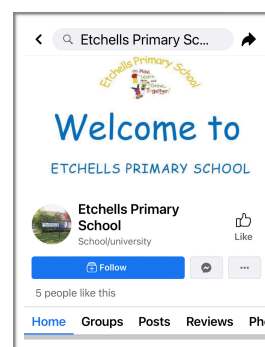 Etchells Primary Sc...
Etchells Primary School
Welcome to
ETCHELLS PRIMARY SCHOOL
Etchells Primary
School
School/university
Like
Follow
5 people like this
Home Groups Posts Reviews Ph